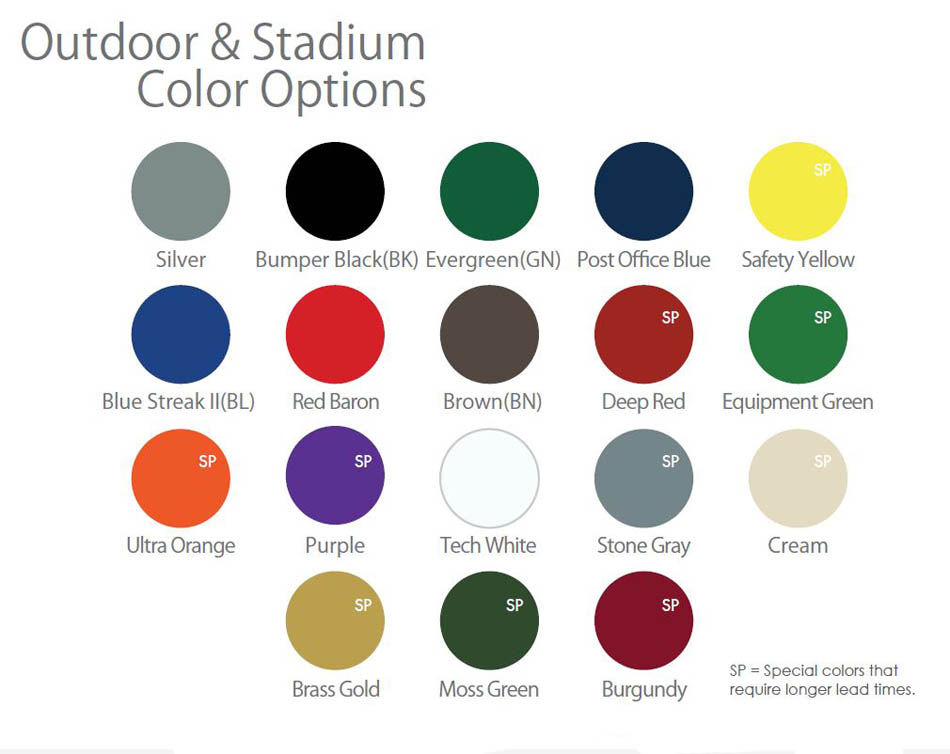 Outdoor & Stadium
Color Options
SP
Silver Bumper Black(BK) Evergreen(GN) Post Office Blue Safety Yellow
SP SP
Blue Streak II(BL) Red Baron Brown(BN) Deep Red Equipment Green
SP SP SP SP
Ultra Orange Purple Tech White Stone Gray Cream
SP SP SP
Brass Gold Moss Green Burgundy
SP = Special colors that
require longer lead times.